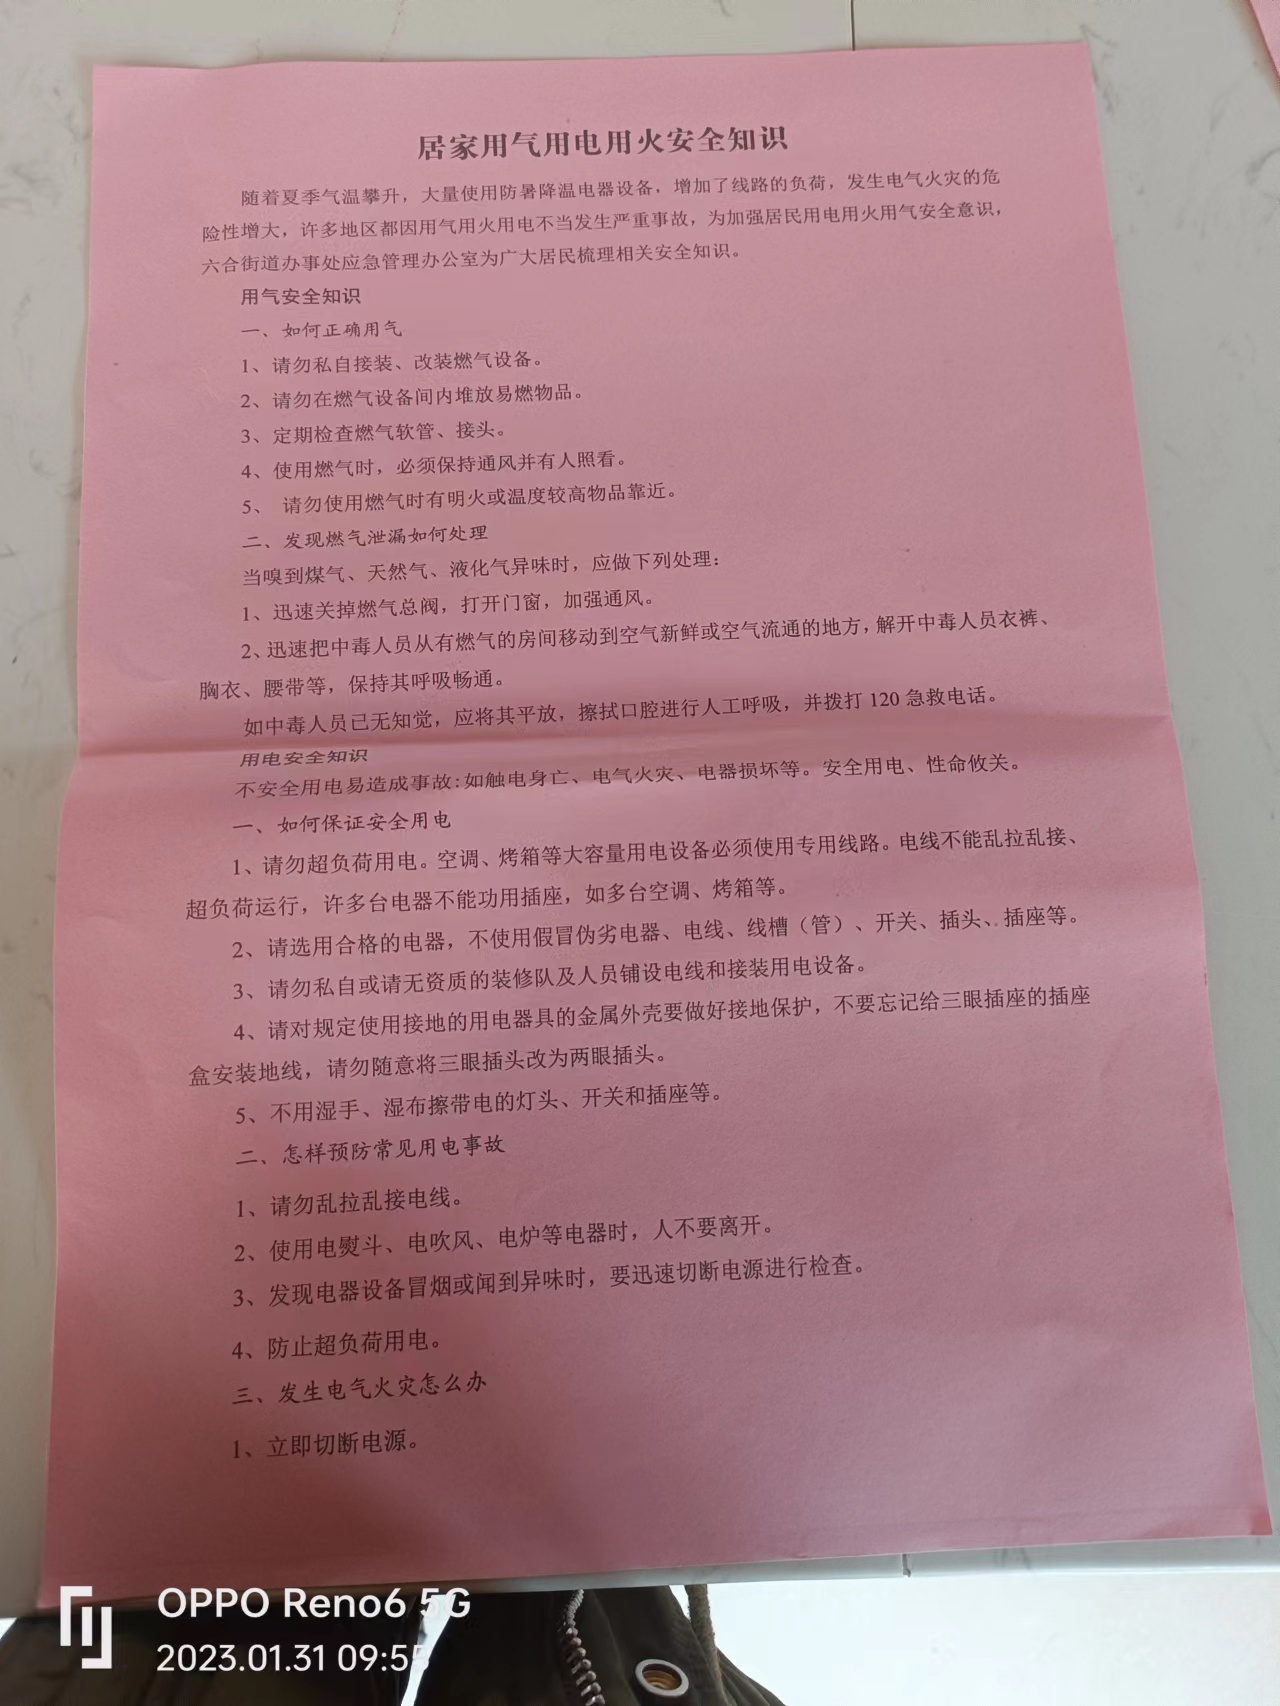 居家用气用电用火安全知识
随着夏季气温攀升，大量使用防暑降温电器设备，增加了线路的负荷，发生电气火灾的危
险性增大，许多地区都因用气用火用电不当发生严重事故，为加强居民用电用火用气安全意识，
六合街道办事处应急管理办公室为广大居民梳理相关安全知识。
用气安全知识
一、如何正确用气
1、请勿私自接装、改装燃气设备。
2、请勿在燃气设备间内堆放易燃物品。
3、定期检查燃气软管、接头。
4、使用燃气时，必须保持通风并有人照看。
5、 请勿使用燃气时有明火或温度较高物品靠近。
二、发现燃气泄漏如何处理
当嗅到煤气、天然气、液化气异味时，应做下列处理：
1、迅速关掉燃气总阀，打开门窗，加强通风。
2、迅速把中毒人员从有燃气的房间移动到空气新鲜或空气流通的地方，解开中毒人员衣裤、
胸衣、腰带等，保持其呼吸畅通。
如中毒人员已无知觉，应将其平放，擦拭口腔进行人工呼吸，并拨打 120 急救电话。
用电安全知识
不安全用电易造成事故：如触电身亡、电气火灾、电器损坏等。安全用电、性命攸关。
一、如何保证安全用电
1、请勿超负荷用电。空调、烤箱等大容量用电设备必须使用专用线路。电线不能乱拉乱接、
超负荷运行，许多台电器不能功用插座，如多台空调、烤箱等。
2、请选用合格的电器，不使用假冒伪劣电器、电线、线槽（管）、开关、插头、插座等。
3、请勿私自或请无资质的装修队及人员铺设电线和接装用电设备。
4、请对规定使用接地的用电器具的金属外壳要做好接地保护，不要忘记给三眼插座的插座
盒安装地线，请勿随意将三眼插头改为两眼插头。
5、不用湿手、湿布擦带电的灯头、开关和插座等。
二、怎样预防常见用电事故
1、请勿乱拉乱接电线。
2、使用电熨斗、电吹风、电炉等电器时，人不要离开。
3、发现电器设备冒烟或闻到异味时，要迅速切断电源进行检查。
4、防止超负荷用电。
三、发生电气火灾怎么办
1、立即切断电源。
OPPO Reno6 5G
2023.01.31 09:55